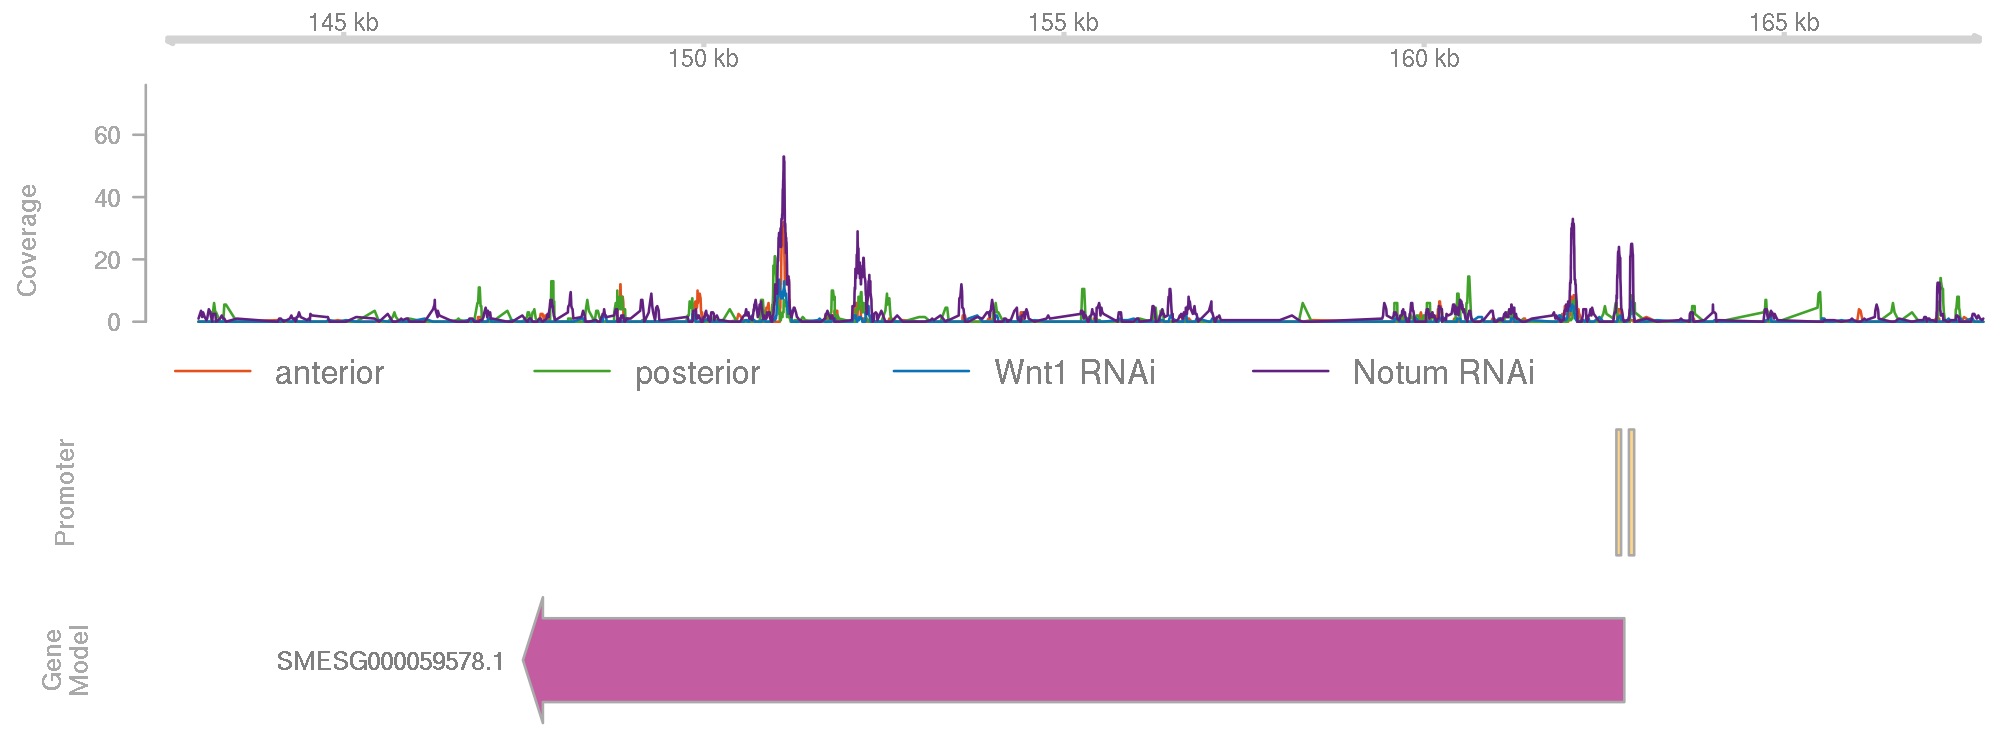 145 kb 155 kb 165 kb
150 kb 160 kb
Coverage
60
40
20
0
anterior posterior Wnt1 RNAi Notum RNAi
Promoter
Gene
Model
SMESG000059578.1